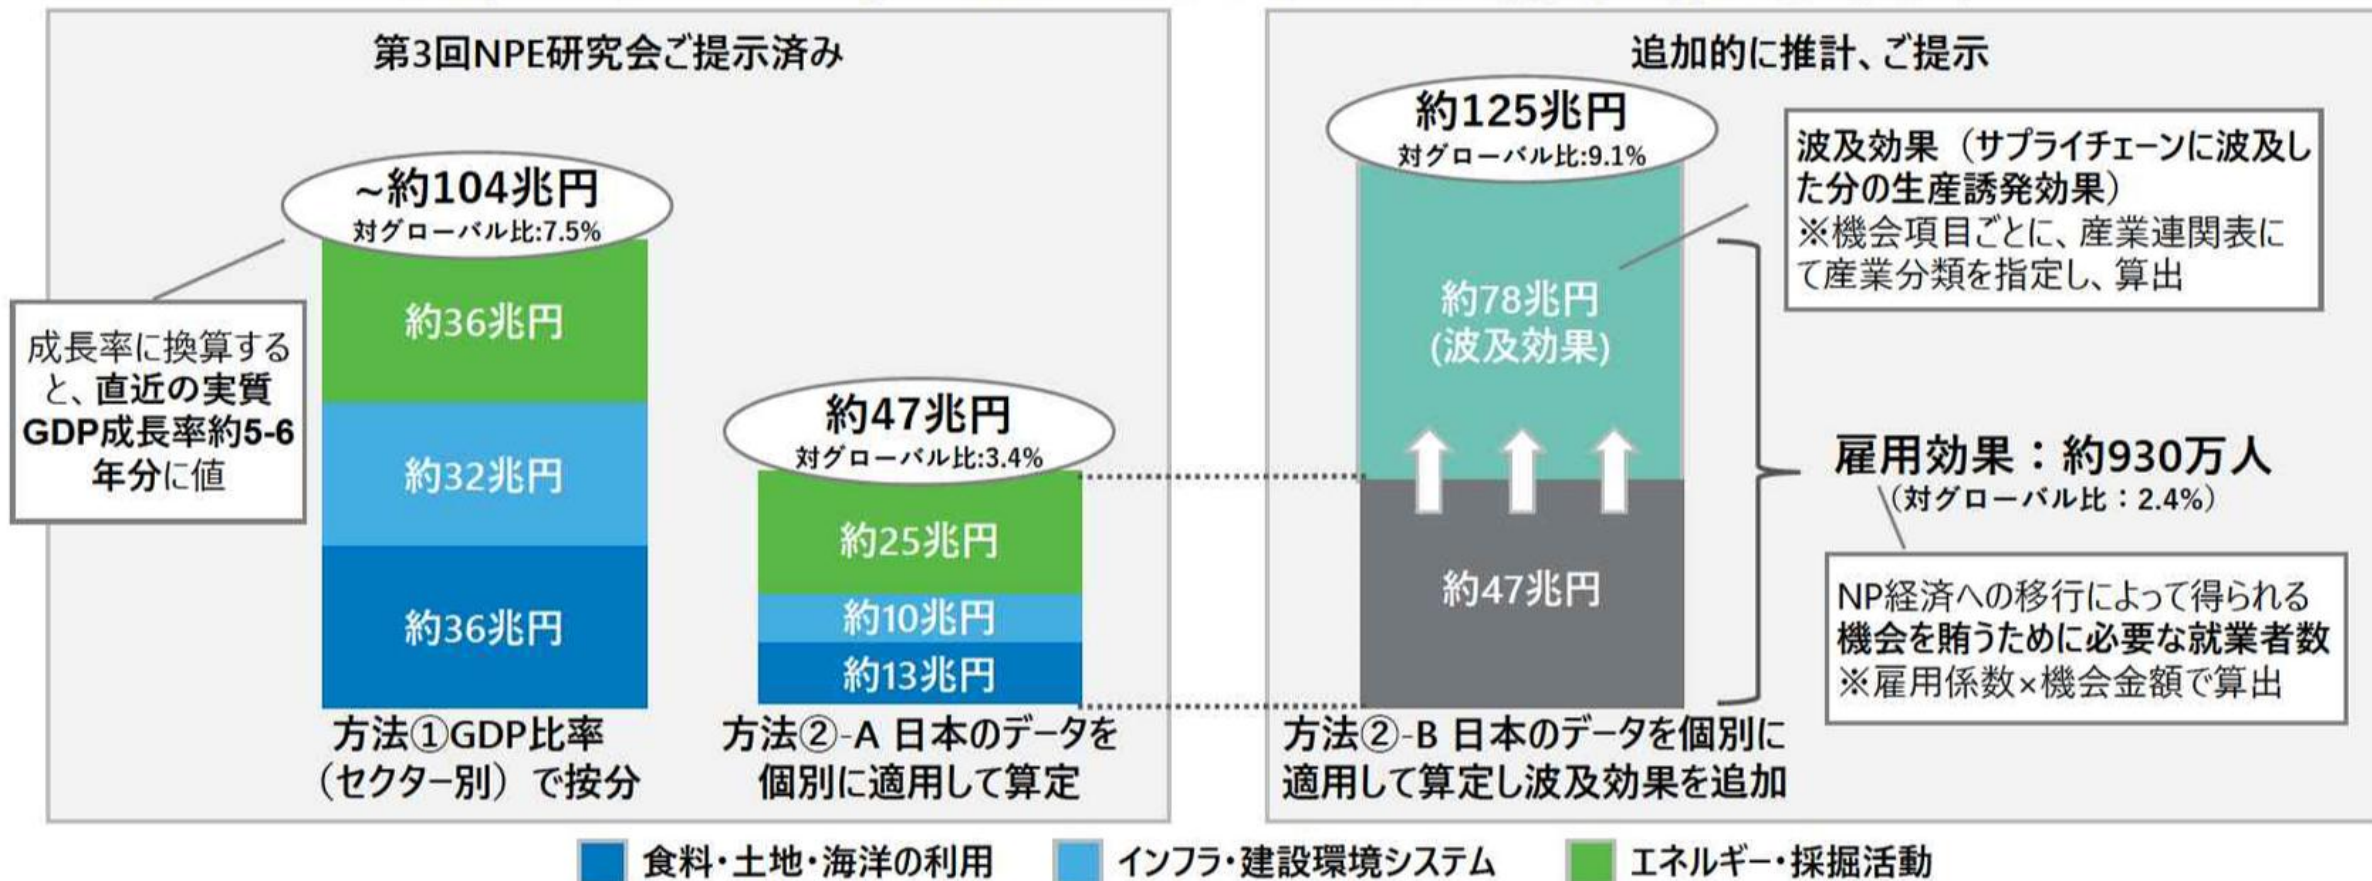 第3回NPE研究会ご提示済み
~約104兆円
対グローバル比:7.5%
約36兆円
約32兆円
約36兆円
成長率に換算する
と、直近の実質
GDP成長率約5-6
年分に値
方法①GDP比率
（セクター別）で按分
約47兆円
対グローバル比:3.4%
約25兆円
約10兆円
約13兆円
方法②-A 日本のデータを
個別に適用して算定
追加的に推計、ご提示
約125兆円
対グローバル比:9.1%
約78兆円
(波及効果)
約47兆円
方法②-B 日本のデータを個別に
適用して算定し波及効果を追加
波及効果（サプライチェーンに波及し
た分の生産誘発効果）
※機会項目ごとに、産業連関表に
て産業分類を指定し、算出
雇用効果：約930万人
（対グローバル比：2.4%）
NP経済への移行によって得られる
機会を賄うために必要な就業者数
※雇用係数×機会金額で算出
食料・土地・海洋の利用
インフラ・建設環境システム
エネルギー・採掘活動